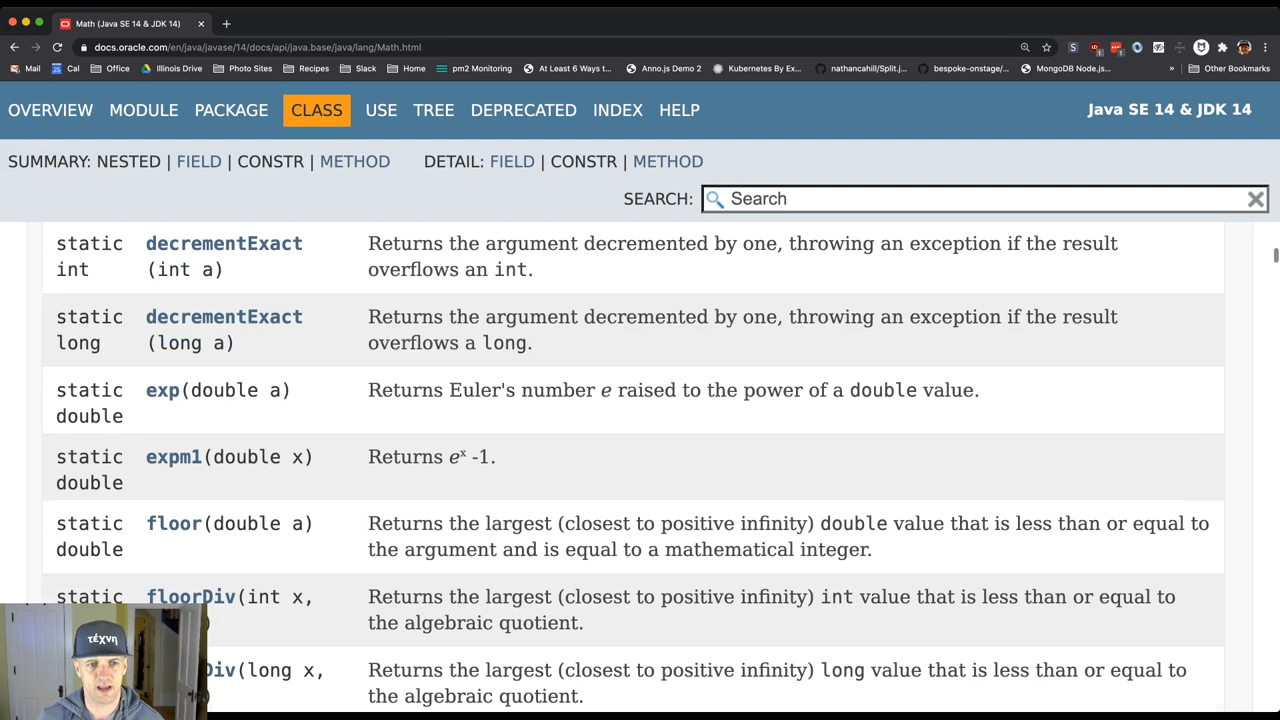 Math (Java SE 14 & JDK 14)
docs.oracle.com/en/java/javase/14/docs/api/java.base/java/lang/Math.html
Mail Cal Office Illinois Drive Photo Sites Recipes Slack Home pm2 Monitoring At Least 6 Ways t... Anno.js Demo 2 Kubernetes By Ex... nathancahill/Split.j... bespoke-onstage/... MongoDB Node.js... » Other Bookmarks
OVERVIEW MODULE PACKAGE CLASS USE TREE DEPRECATED INDEX HELP Java SE 14 & JDK 14
SUMMARY: NESTED | FIELD | CONSTR | METHOD DETAIL: FIELD | CONSTR | METHOD
SEARCH: Search
static decrementExact Returns the argument decremented by one, throwing an exception if the result
int (int a) overflows an int.
static decrementExact Returns the argument decremented by one, throwing an exception if the result
long (long a) overflows a long.
static exp(double a) Returns Euler's number e raised to the power of a double value.
double
static expm1(double x) Returns eˣ -1.
double
static floor(double a) Returns the largest (closest to positive infinity) double value that is less than or equal to
double the argument and is equal to a mathematical integer.
static floorDiv(int x, Returns the largest (closest to positive infinity) int value that is less than or equal to
the algebraic quotient.
τέχνη
Div(long x, Returns the largest (closest to positive infinity) long value that is less than or equal to
the algebraic quotient.